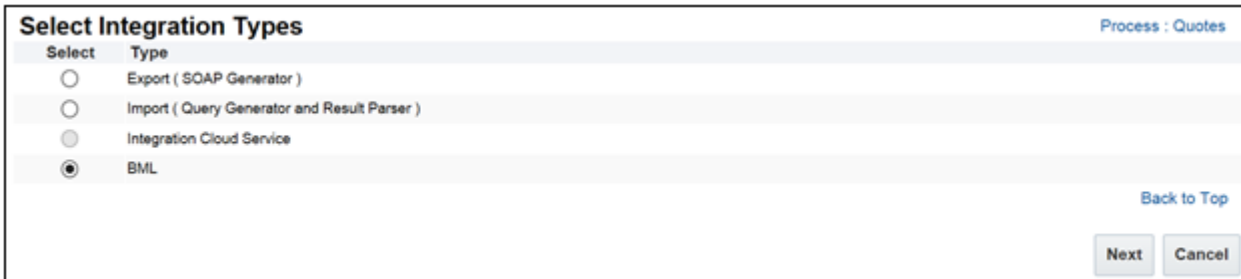 Select Integration Types
Process : Quotes
Select Type
Export ( SOAP Generator )
Import ( Query Generator and Result Parser )
Integration Cloud Service
BML
Back to Top
Next Cancel